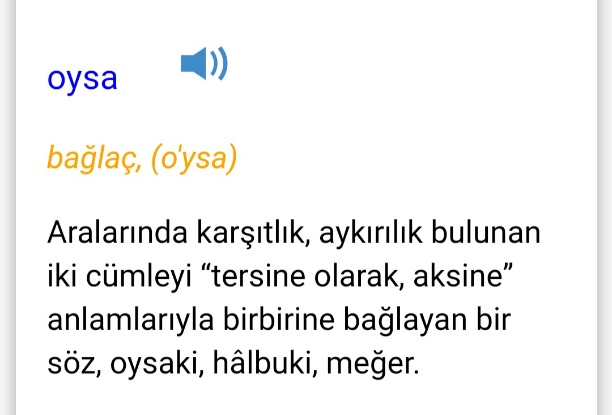 oysa
bağlaç, (o'ysa)
Aralarında karşıtlık, aykırılık bulunan
iki cümleyi “tersine olarak, aksine”
anlamlarıyla birbirine bağlayan bir
söz, oysaki, hâlbuki, meğer.